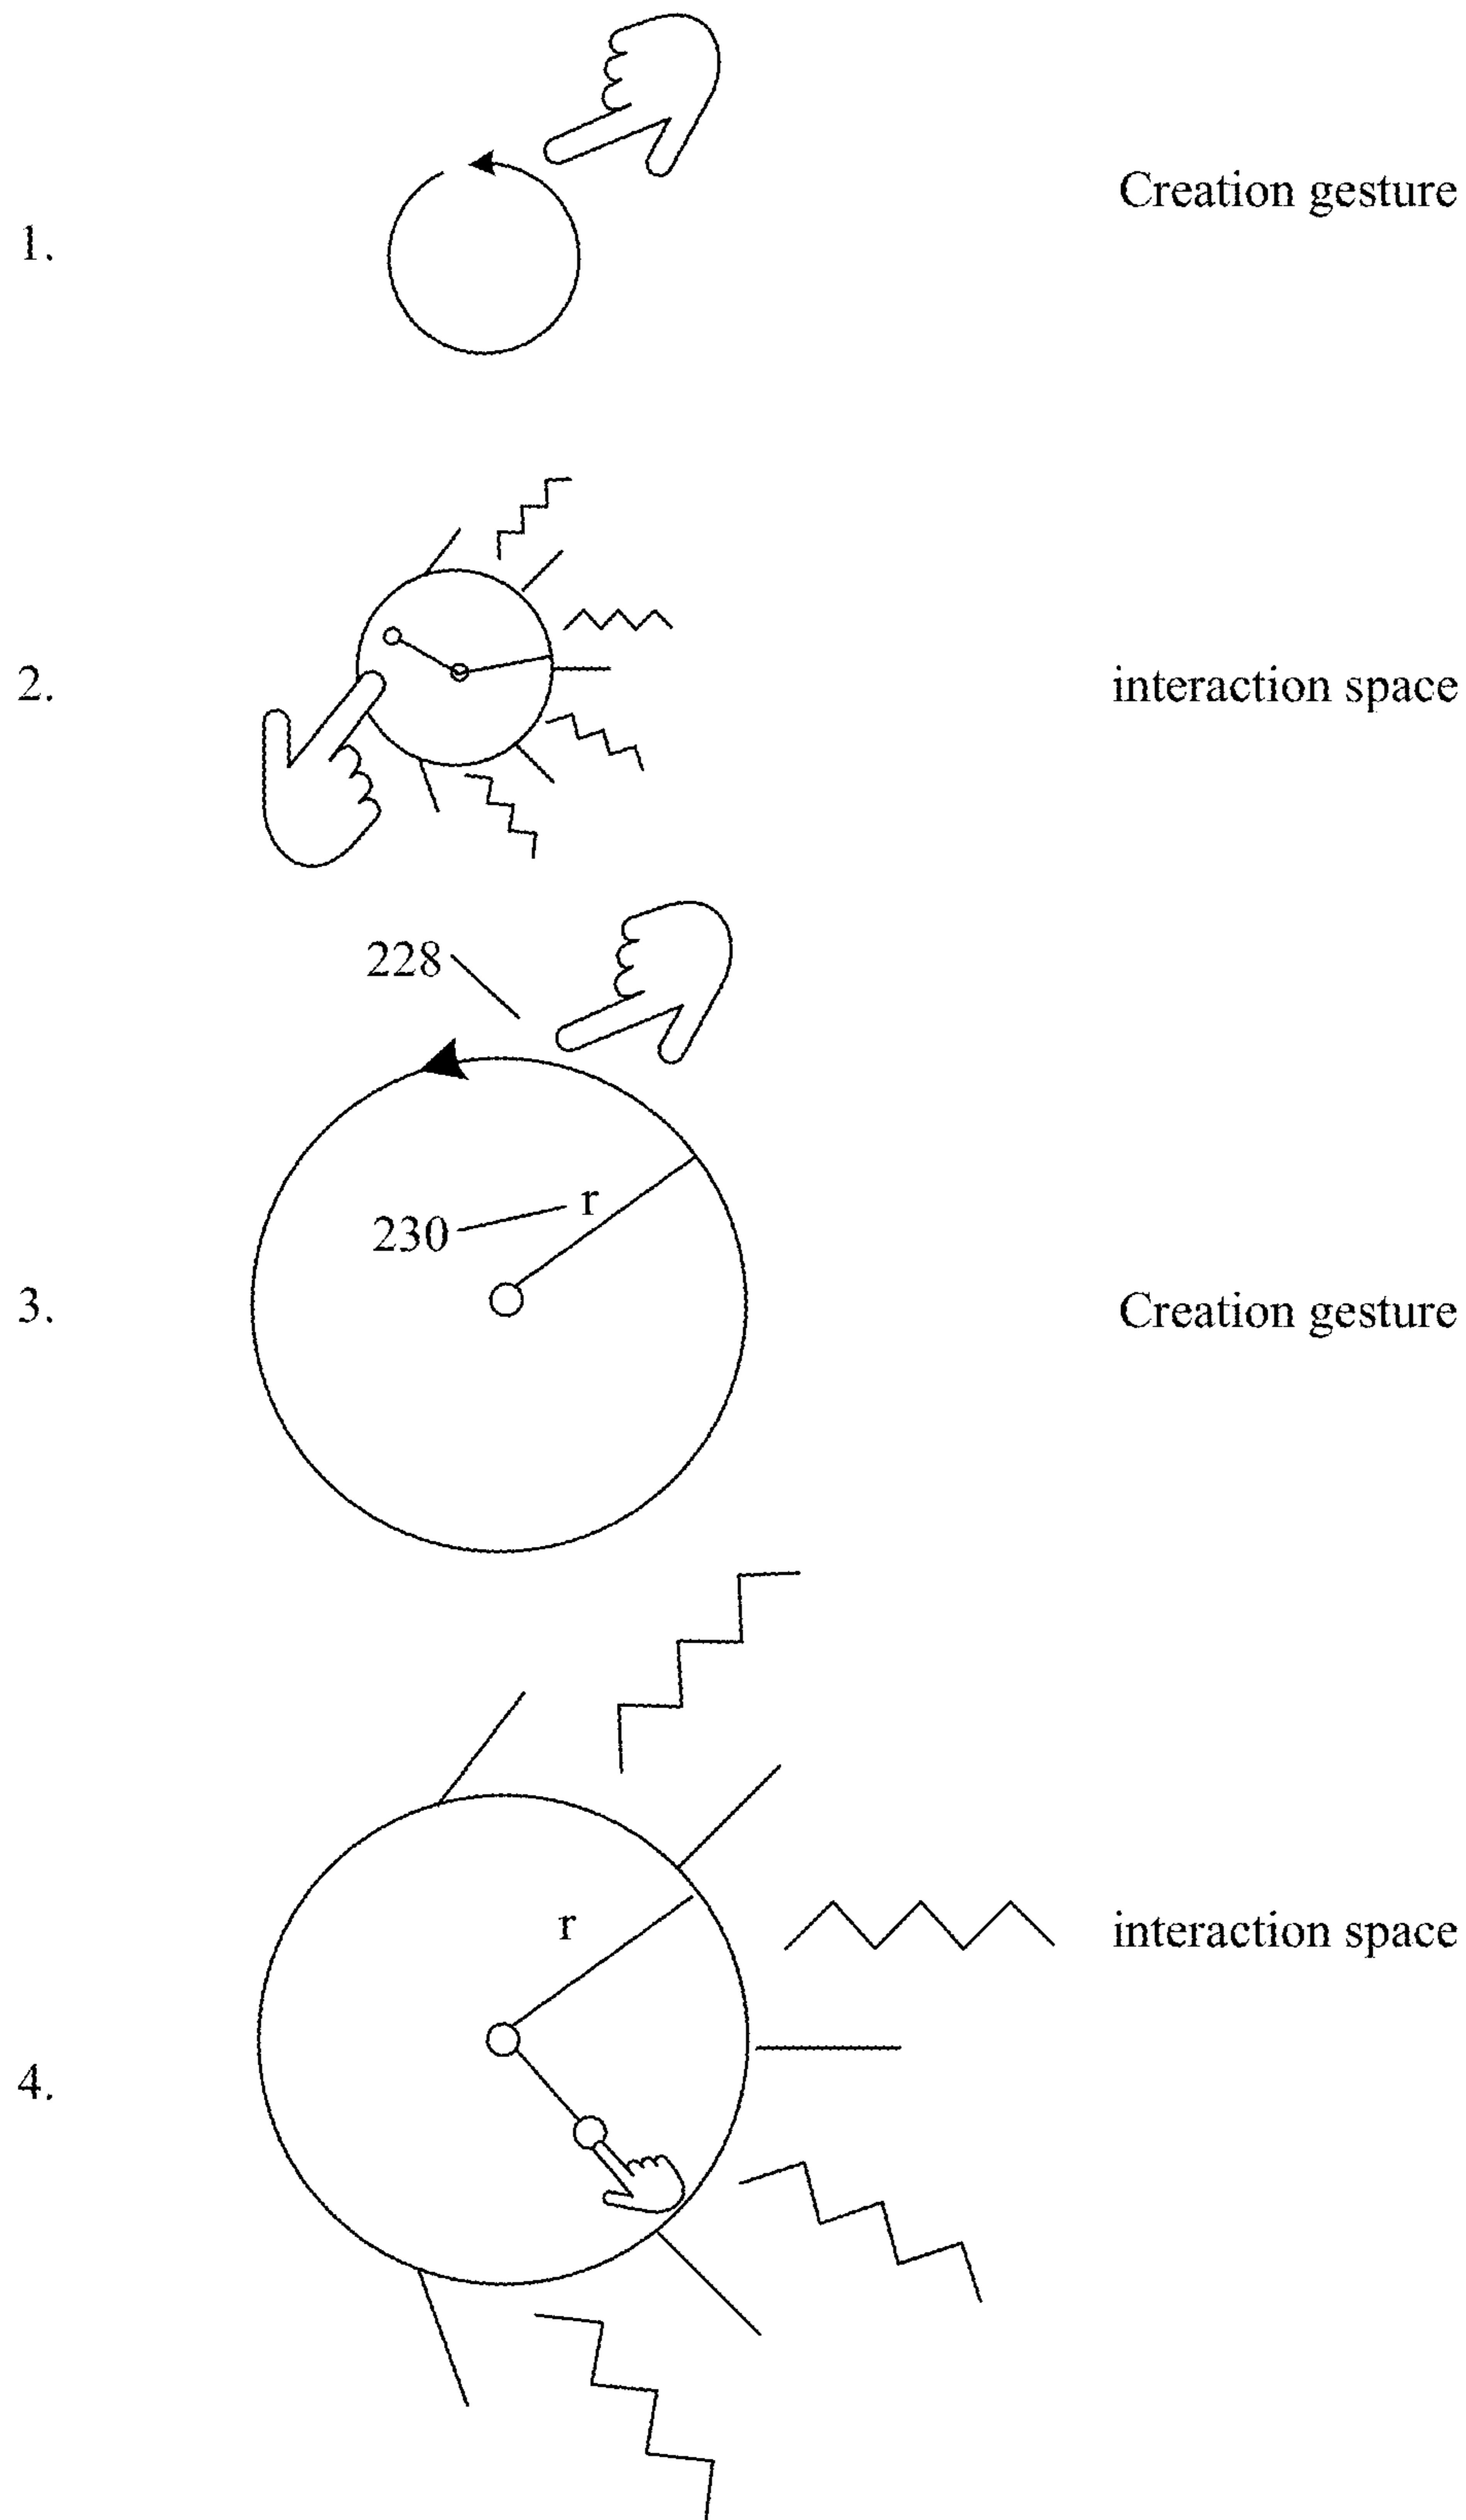 Creation gesture
1.
2.
interaction space
228
r
230
3.
Creation gesture
r
interaction space
4.